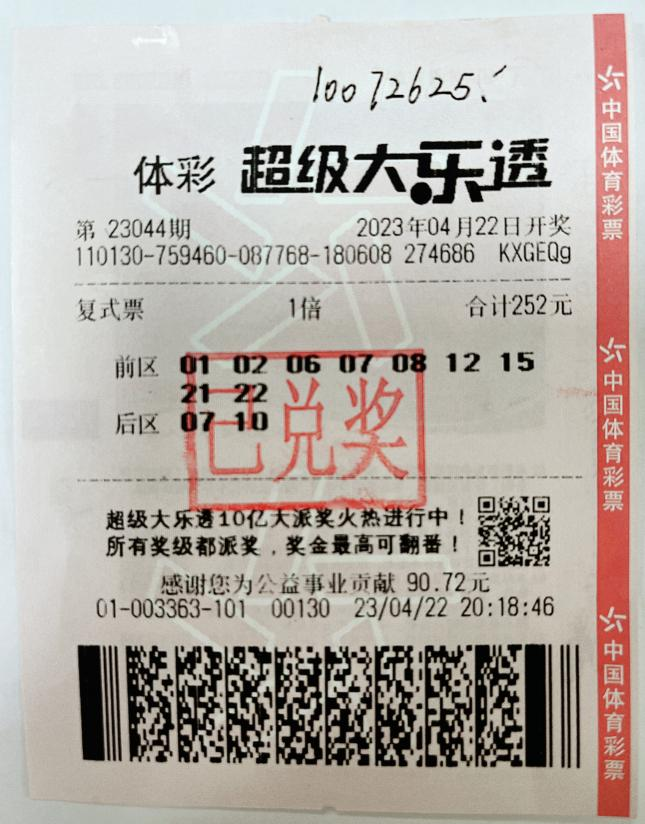 10072625.
体彩 超级大乐透
第 23044期 2023年04月22日开奖
110130-759460-087768-180608 274686 KXGEQg
复式票 1倍 合计252元
前区 01 02 06 07 08 12 15
21 22
后区 07 10
已兑奖
超级大乐透10亿大派奖火热进行中！
所有奖级都派奖，奖金最高可翻番！
感谢您为公益事业贡献 90.72元
01-003363-101 00130 23/04/22 20:18:46
中国体育彩票
中国体育彩票
中国体育彩票